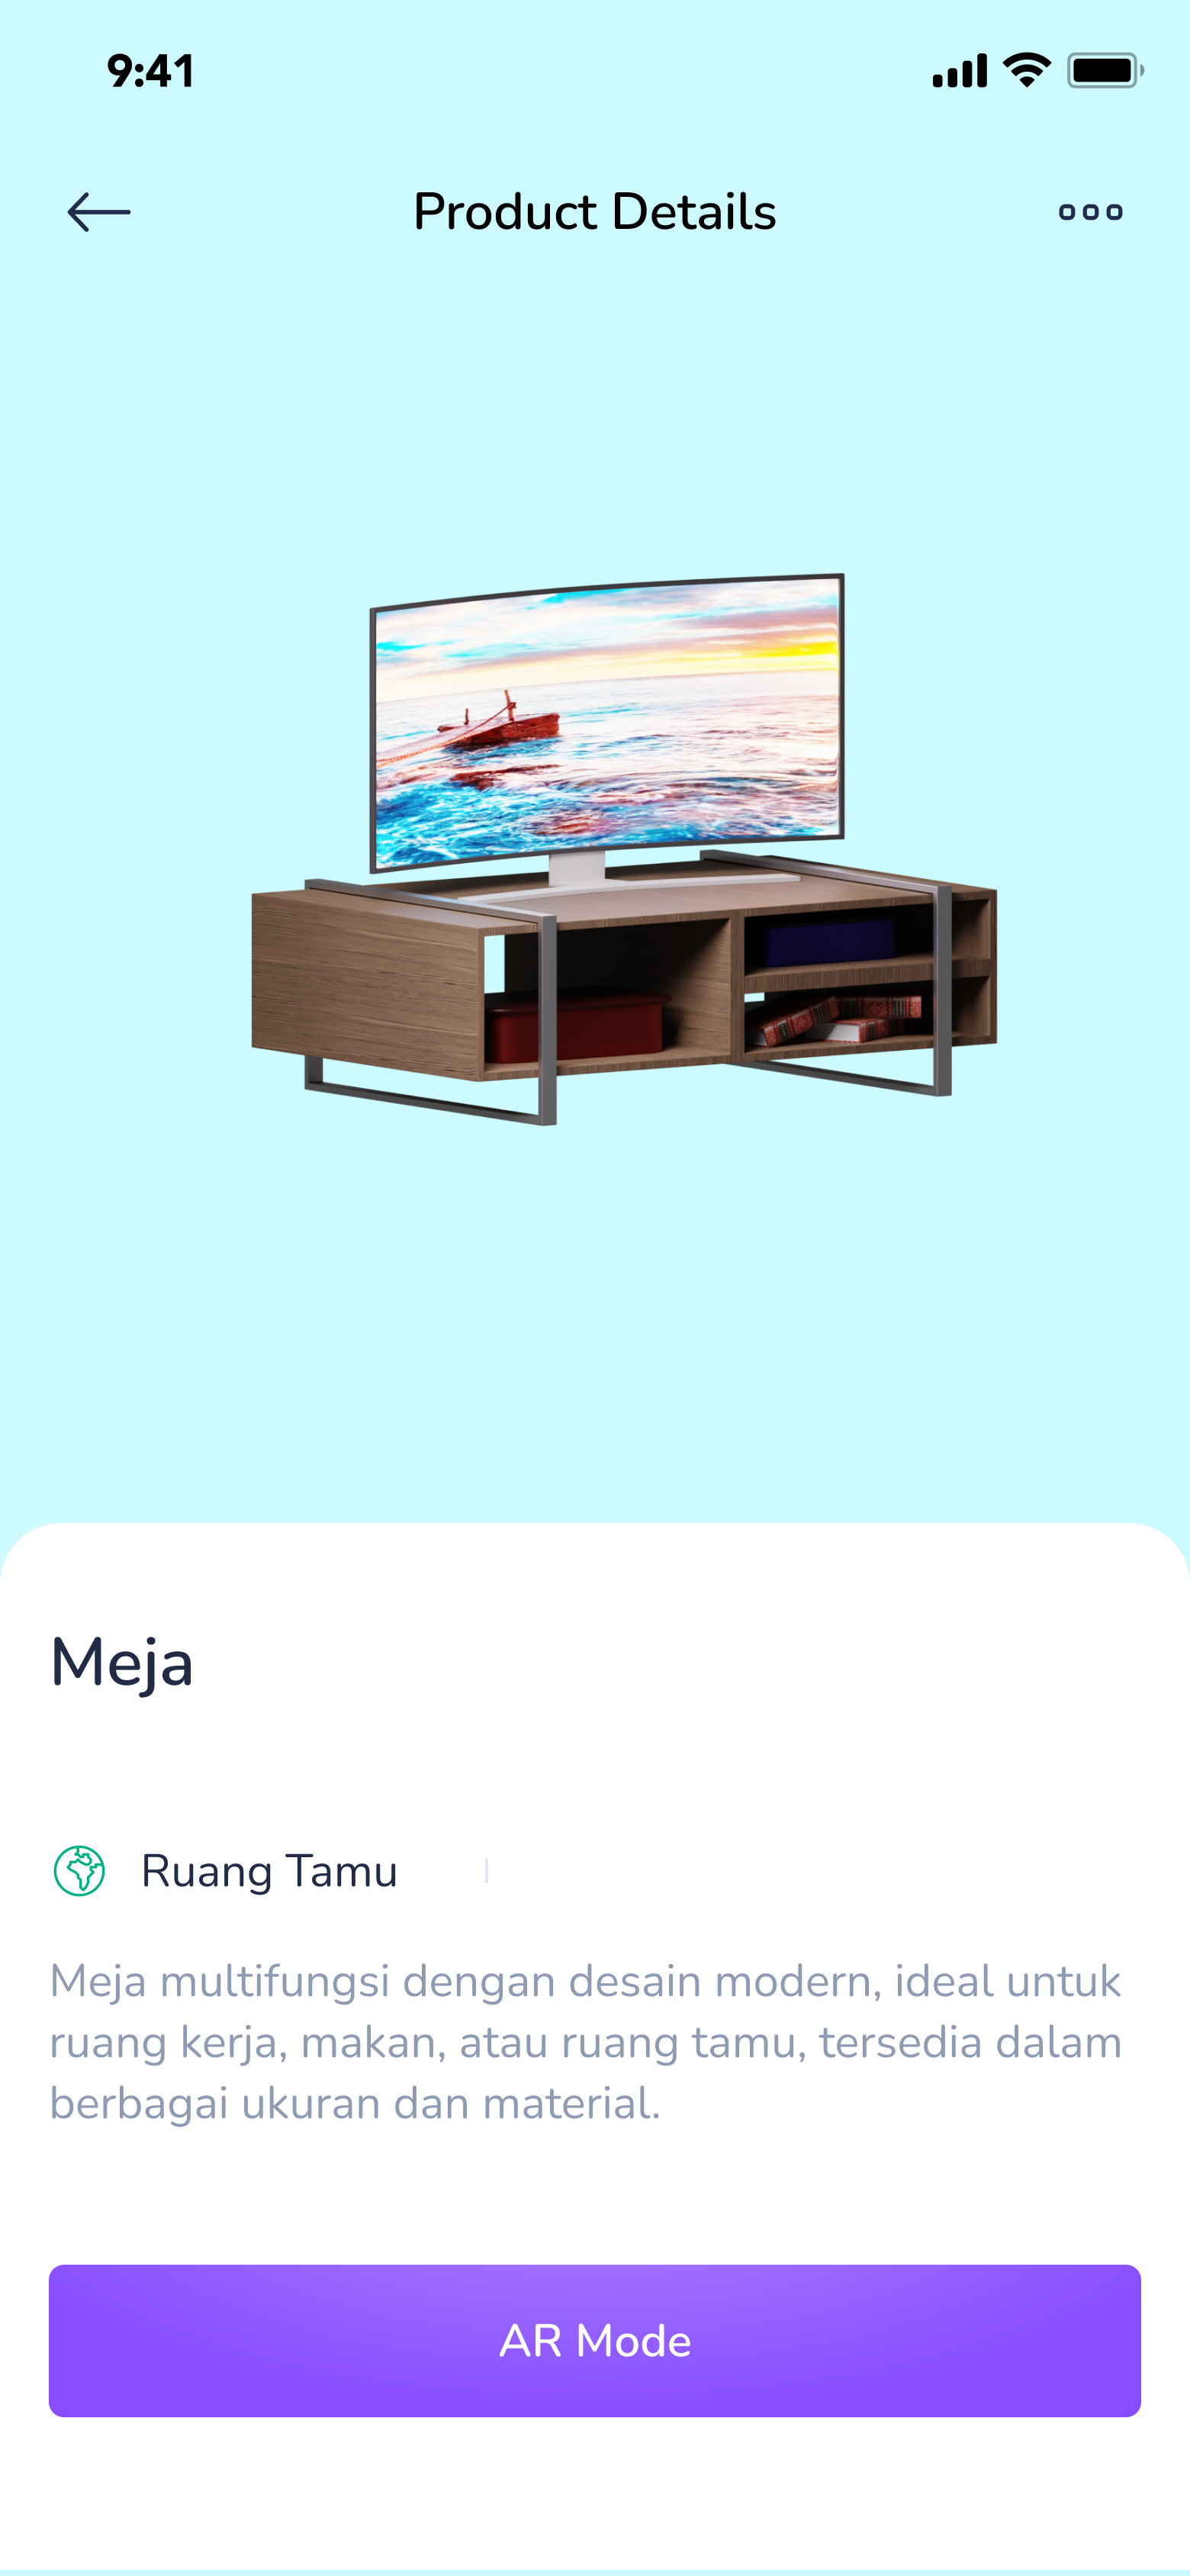 9:41
Product Details
Meja
Ruang Tamu
Meja multifungsi dengan desain modern, ideal untuk
ruang kerja, makan, atau ruang tamu, tersedia dalam
berbagai ukuran dan material.
AR Mode